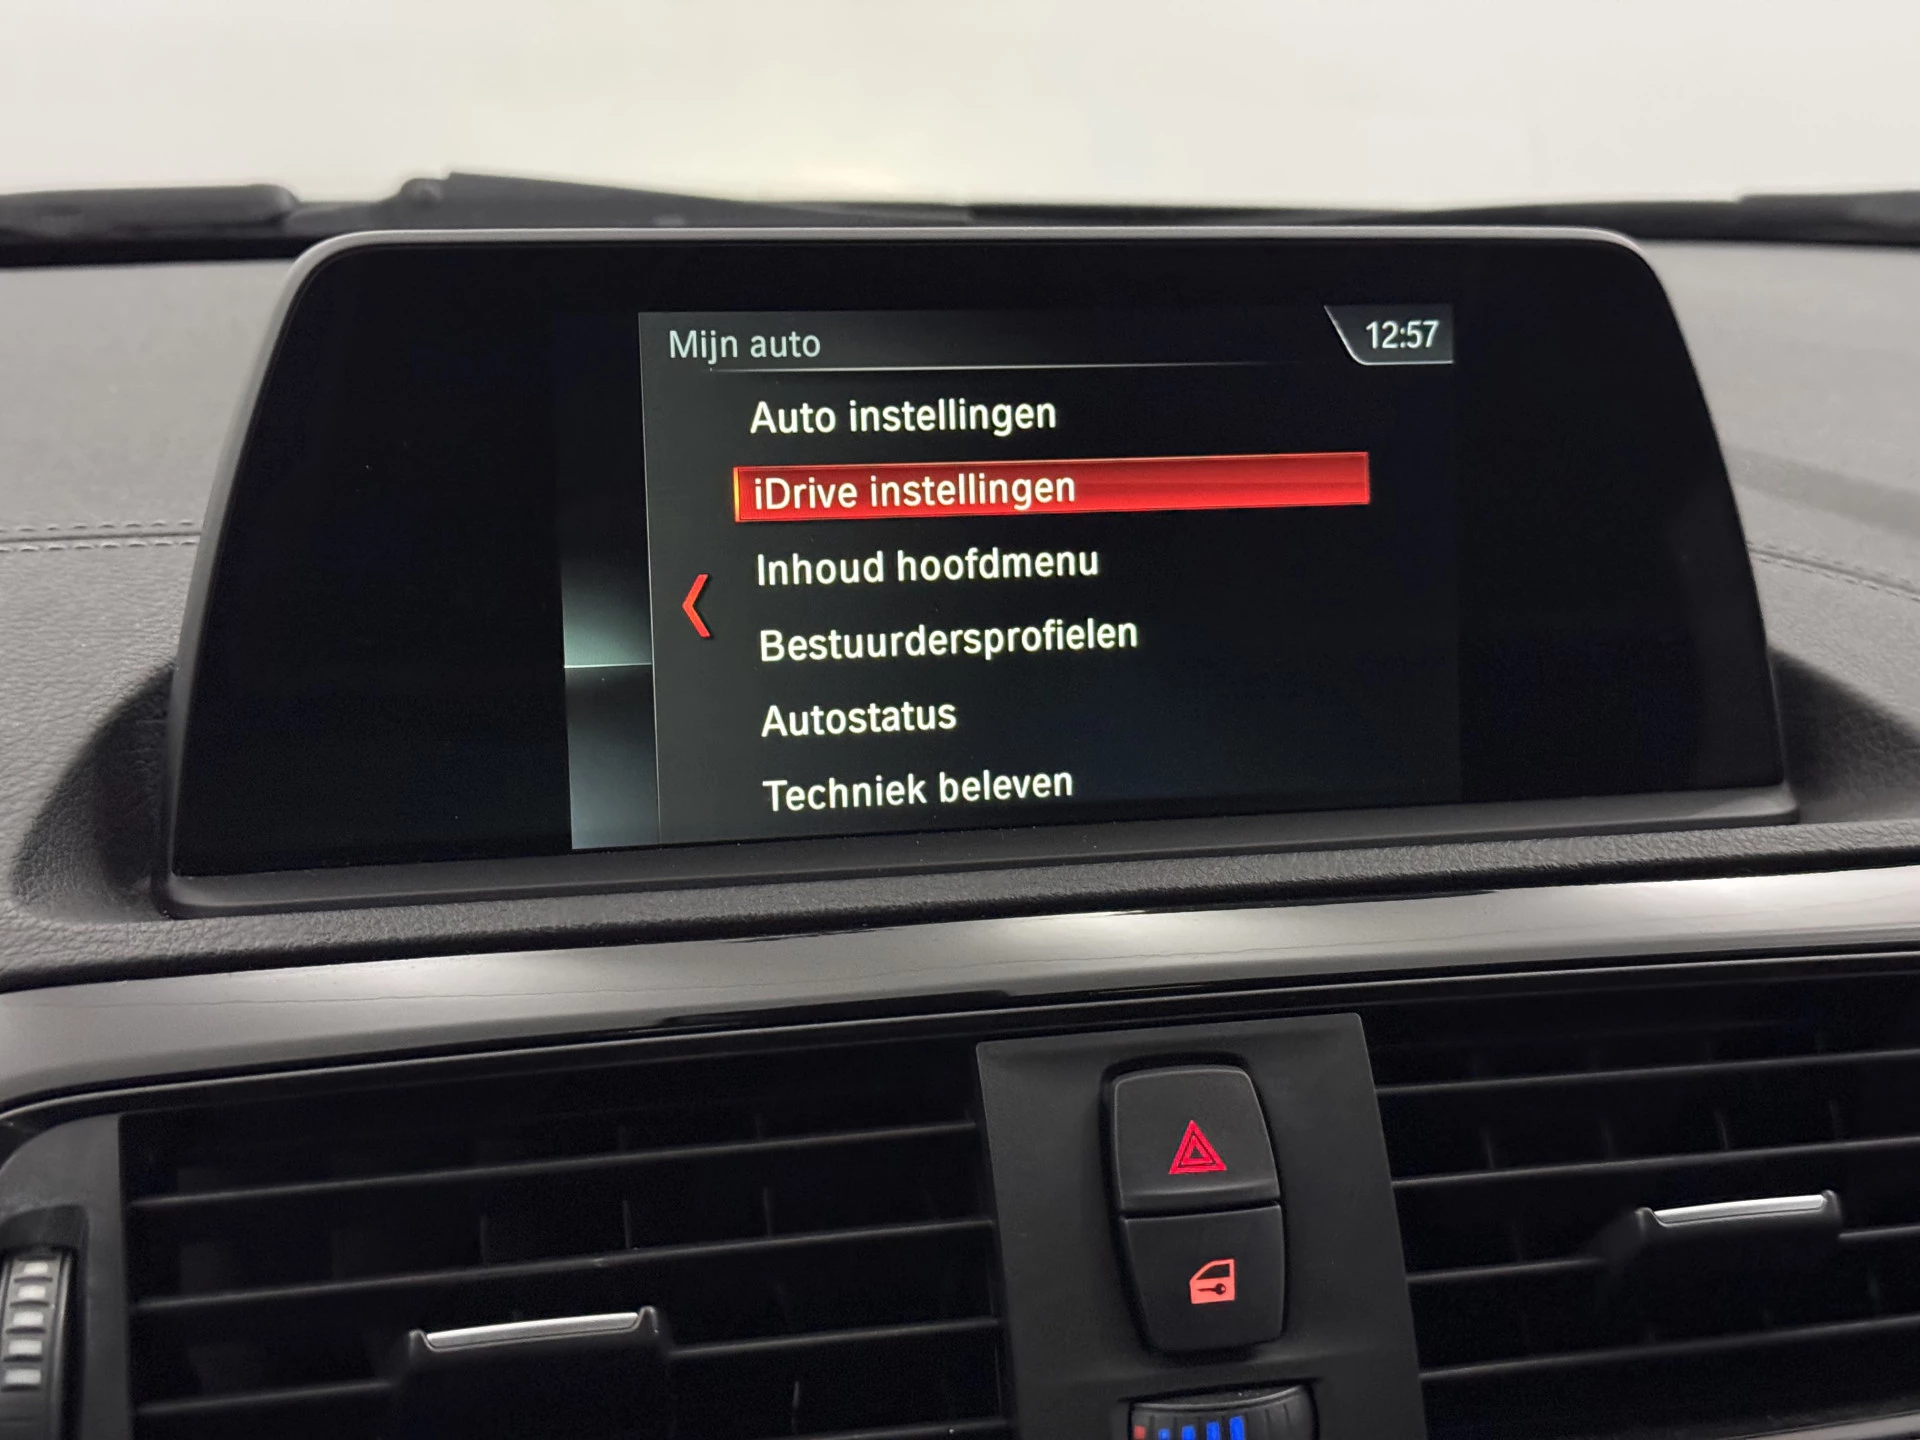 Mijn auto
12:57
Auto instellingen
iDrive instellingen
Inhoud hoofdmenu
Bestuurdersprofielen
Autostatus
Techniek beleven